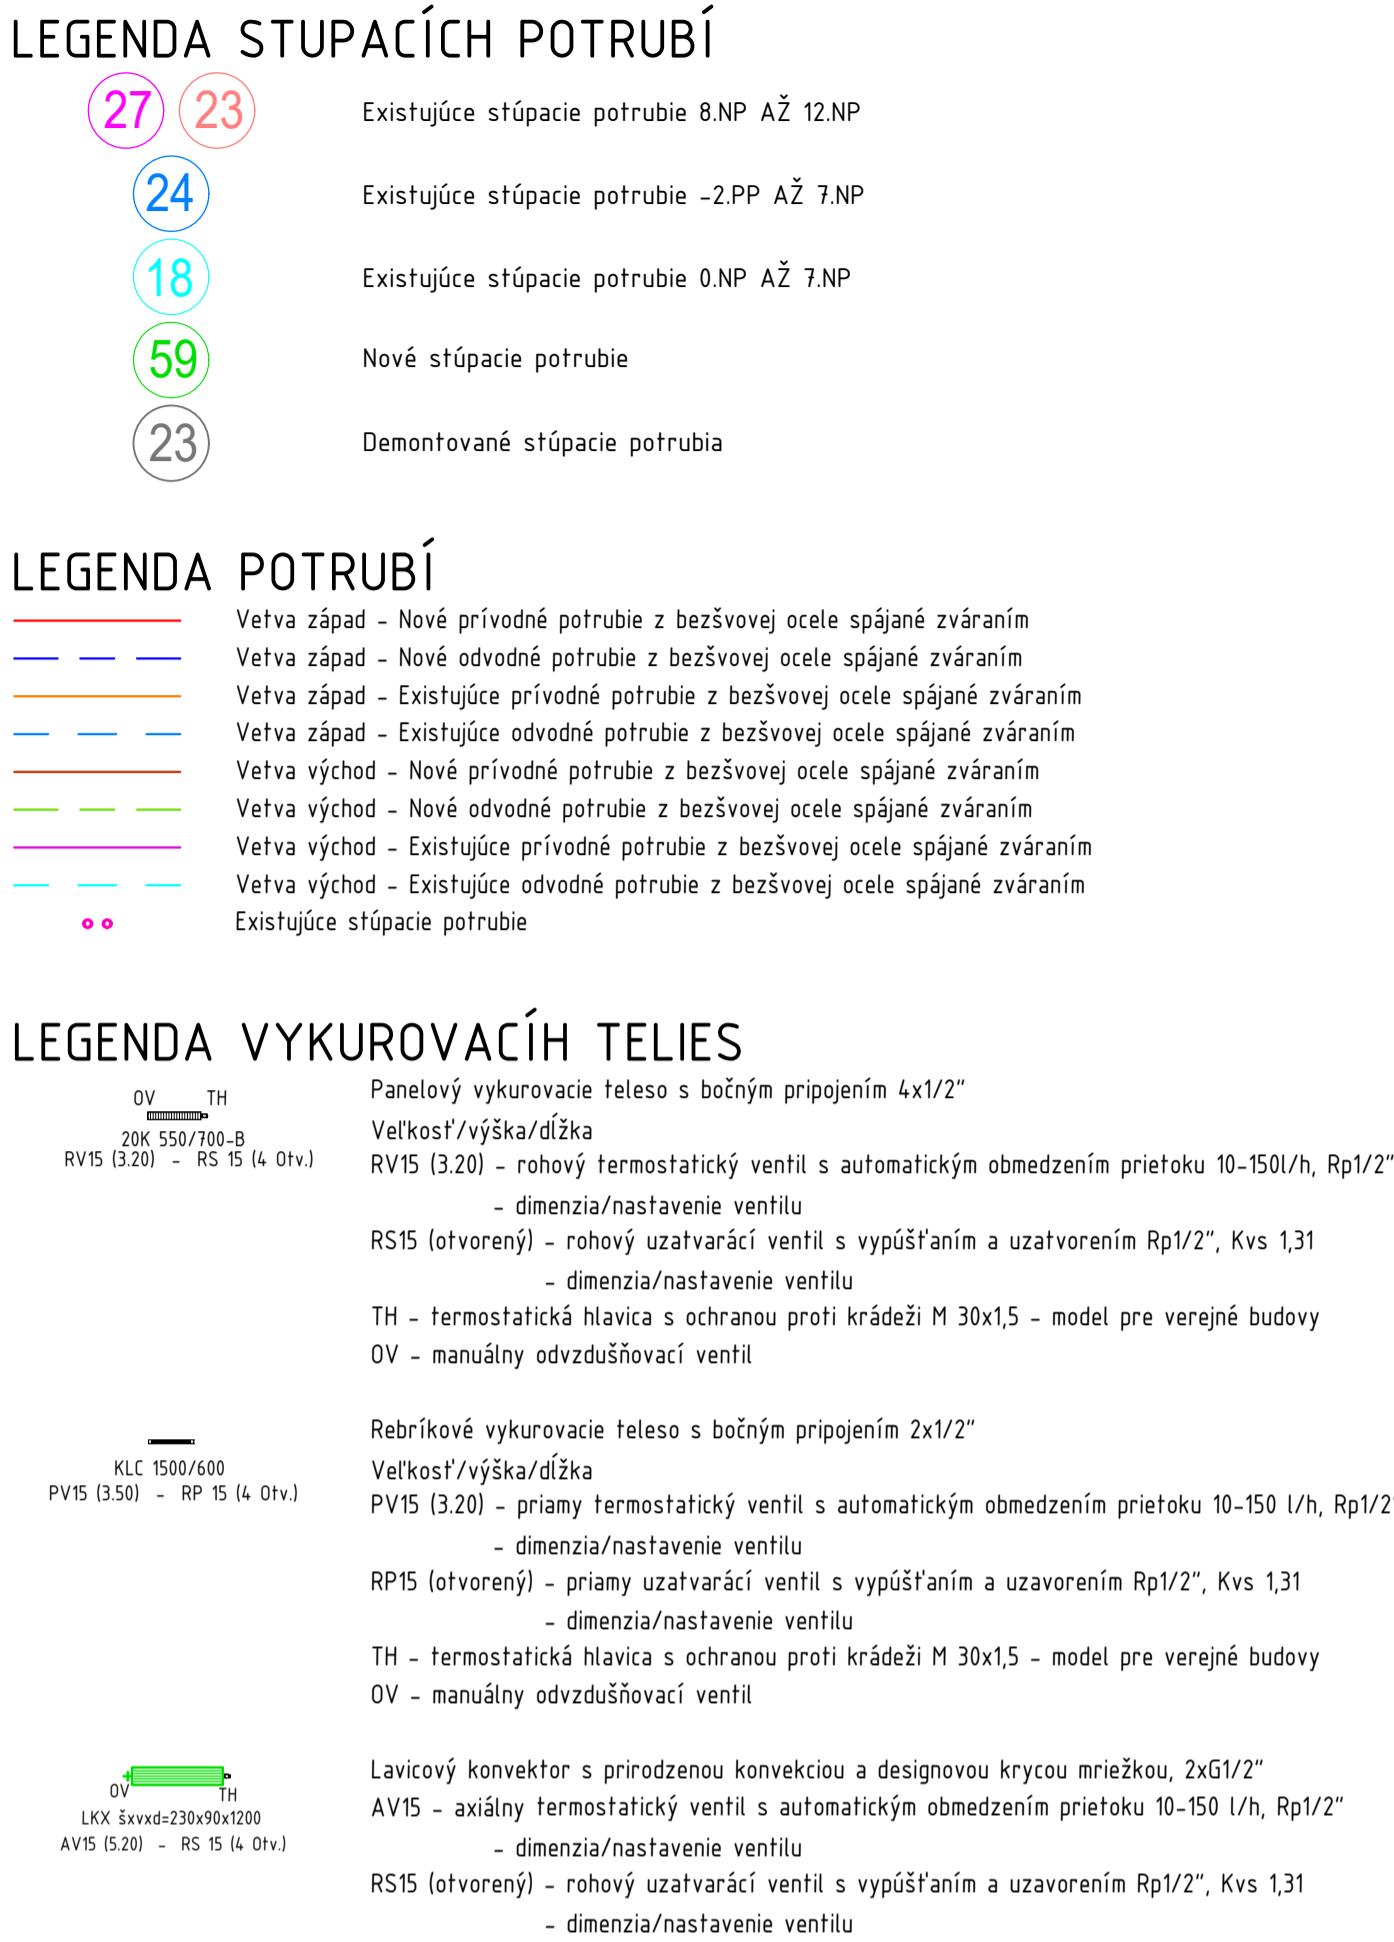 LEGENDA STUPACÍCH POTRUBÍ
27 23 Existujúce stúpacie potrubie 8.NP AŽ 12.NP
24 Existujúce stúpacie potrubie -2.PP AŽ 7.NP
18 Existujúce stúpacie potrubie 0.NP AŽ 7.NP
59 Nové stúpacie potrubie
23 Demontované stúpacie potrubia
LEGENDA POTRUBÍ
Vetva západ - Nové prívodné potrubie z bezšvovej ocele spájané zváraním
Vetva západ - Nové odvodné potrubie z bezšvovej ocele spájané zváraním
Vetva západ - Existujúce prívodné potrubie z bezšvovej ocele spájané zváraním
Vetva západ - Existujúce odvodné potrubie z bezšvovej ocele spájané zváraním
Vetva východ - Nové prívodné potrubie z bezšvovej ocele spájané zváraním
Vetva východ - Nové odvodné potrubie z bezšvovej ocele spájané zváraním
Vetva východ - Existujúce prívodné potrubie z bezšvovej ocele spájané zváraním
Vetva východ - Existujúce odvodné potrubie z bezšvovej ocele spájané zváraním
Existujúce stúpacie potrubie
LEGENDA VYKUROVACÍH TELIES
OV TH
20K 550/700-B
RV15 (3.20) - RS 15 (4 Otv.)
Panelový vykurovacie teleso s bočným pripojením 4x1/2"
Veľkosť/výška/dĺžka
RV15 (3.20) - rohový termostatický ventil s automatickým obmedzením prietoku 10-150l/h, Rp1/2"
- dimenzia/nastavenie ventilu
RS15 (otvorený) - rohový uzatvarácí ventil s vypúšťaním a uzatvorením Rp1/2", Kvs 1,31
- dimenzia/nastavenie ventilu
TH - termostatická hlavica s ochranou proti krádeži M 30x1,5 - model pre verejné budovy
OV - manuálny odvzdušňovací ventil
KLC 1500/600
PV15 (3.50) - RP 15 (4 Otv.)
Rebríkové vykurovacie teleso s bočným pripojením 2x1/2"
Veľkosť/výška/dĺžka
PV15 (3.20) - priamy termostatický ventil s automatickým obmedzením prietoku 10-150 l/h, Rp1/2"
- dimenzia/nastavenie ventilu
RP15 (otvorený) - priamy uzatvarácí ventil s vypúšťaním a uzavorením Rp1/2", Kvs 1,31
- dimenzia/nastavenie ventilu
TH - termostatická hlavica s ochranou proti krádeži M 30x1,5 - model pre verejné budovy
OV - manuálny odvzdušňovací ventil
OV TH
LKX šxvxd=230x90x1200
AV15 (5.20) - RS 15 (4 Otv.)
Lavicový konvektor s prirodzenou konvekciou a designovou krycou mriežkou, 2xG1/2"
AV15 - axiálny termostatický ventil s automatickým obmedzením prietoku 10-150 l/h, Rp1/2"
- dimenzia/nastavenie ventilu
RS15 (otvorený) - rohový uzatvarácí ventil s vypúšťaním a uzavorením Rp1/2", Kvs 1,31
- dimenzia/nastavenie ventilu